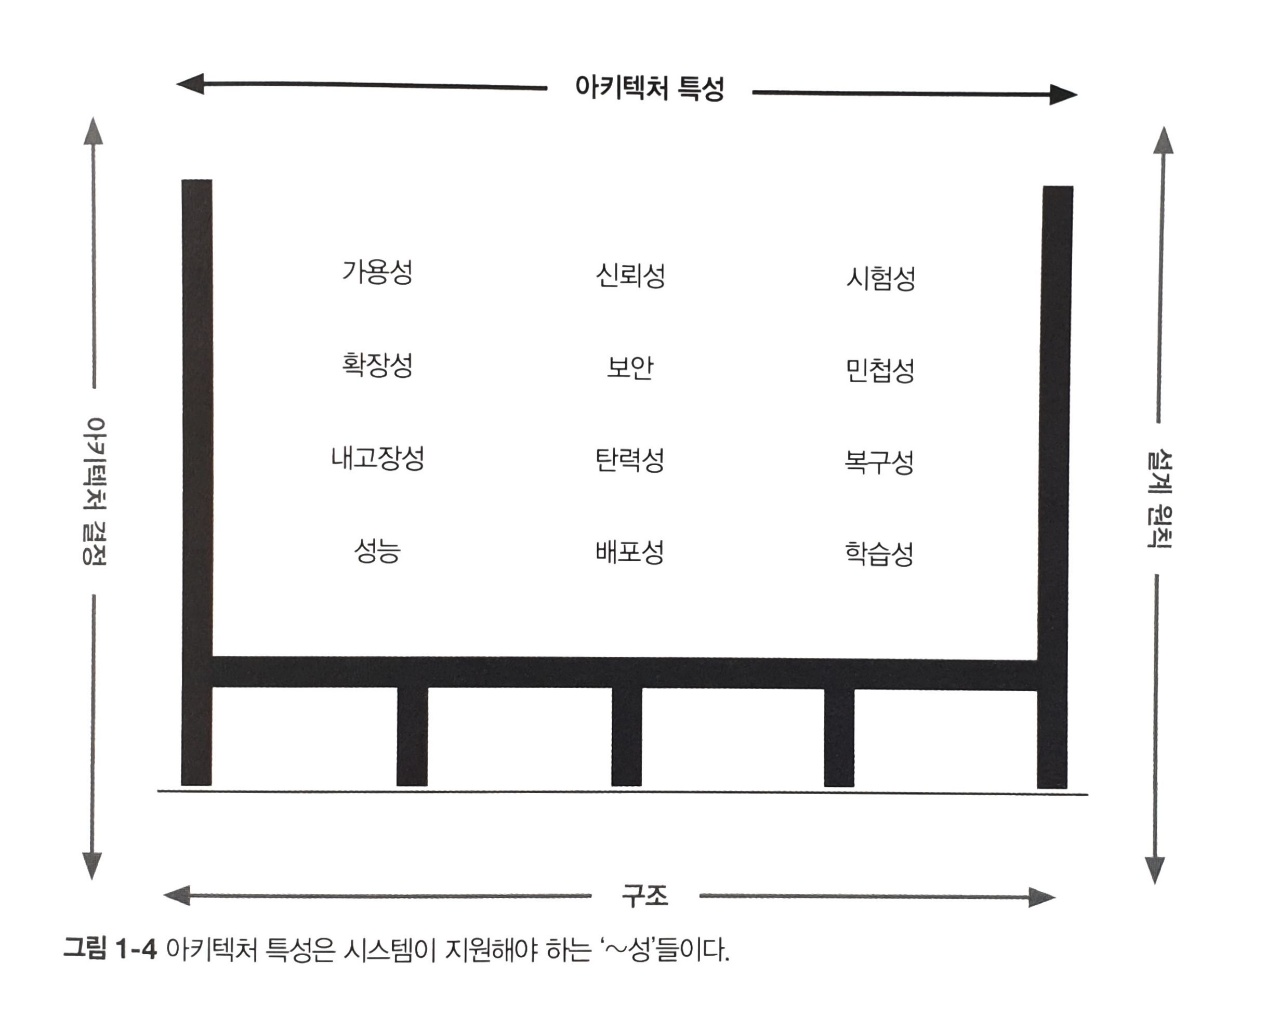 아키텍처 특성
아키텍처 결정
가용성 신뢰성 시험성
확장성 보안 민첩성
내고장성 탄력성 복구성
성능 배포성 학습성
설계 원칙
구조
그림 1-4 아키텍처 특성은 시스템이 지원해야 하는 ‘~성’들이다.